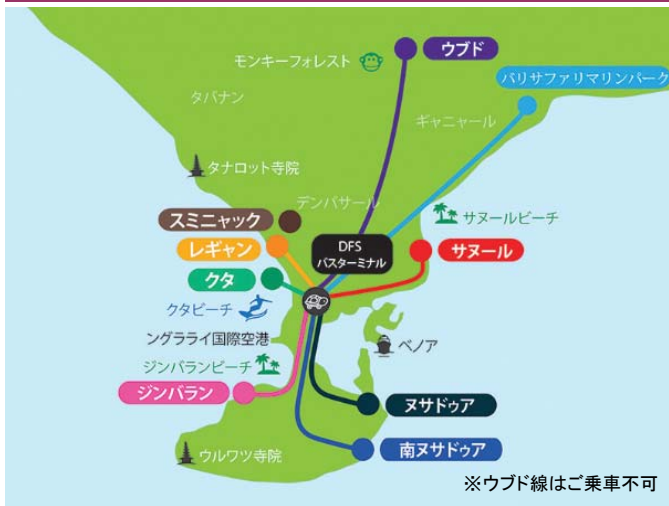 ウブド
モンキーフォレスト
バリサファリマリンパーク
タバナン
ギャニャール
タナロット寺院
デンパサール
スミニャック
サヌールビーチ
レギャン
DFS
バスターミナル
サヌール
クタ
クタビーチ
ングラライ国際空港
ベノア
ジンバランビーチ
ジンバラン
ヌサドゥア
南ヌサドゥア
ウルワツ寺院
※ウブド線はご乗車不可